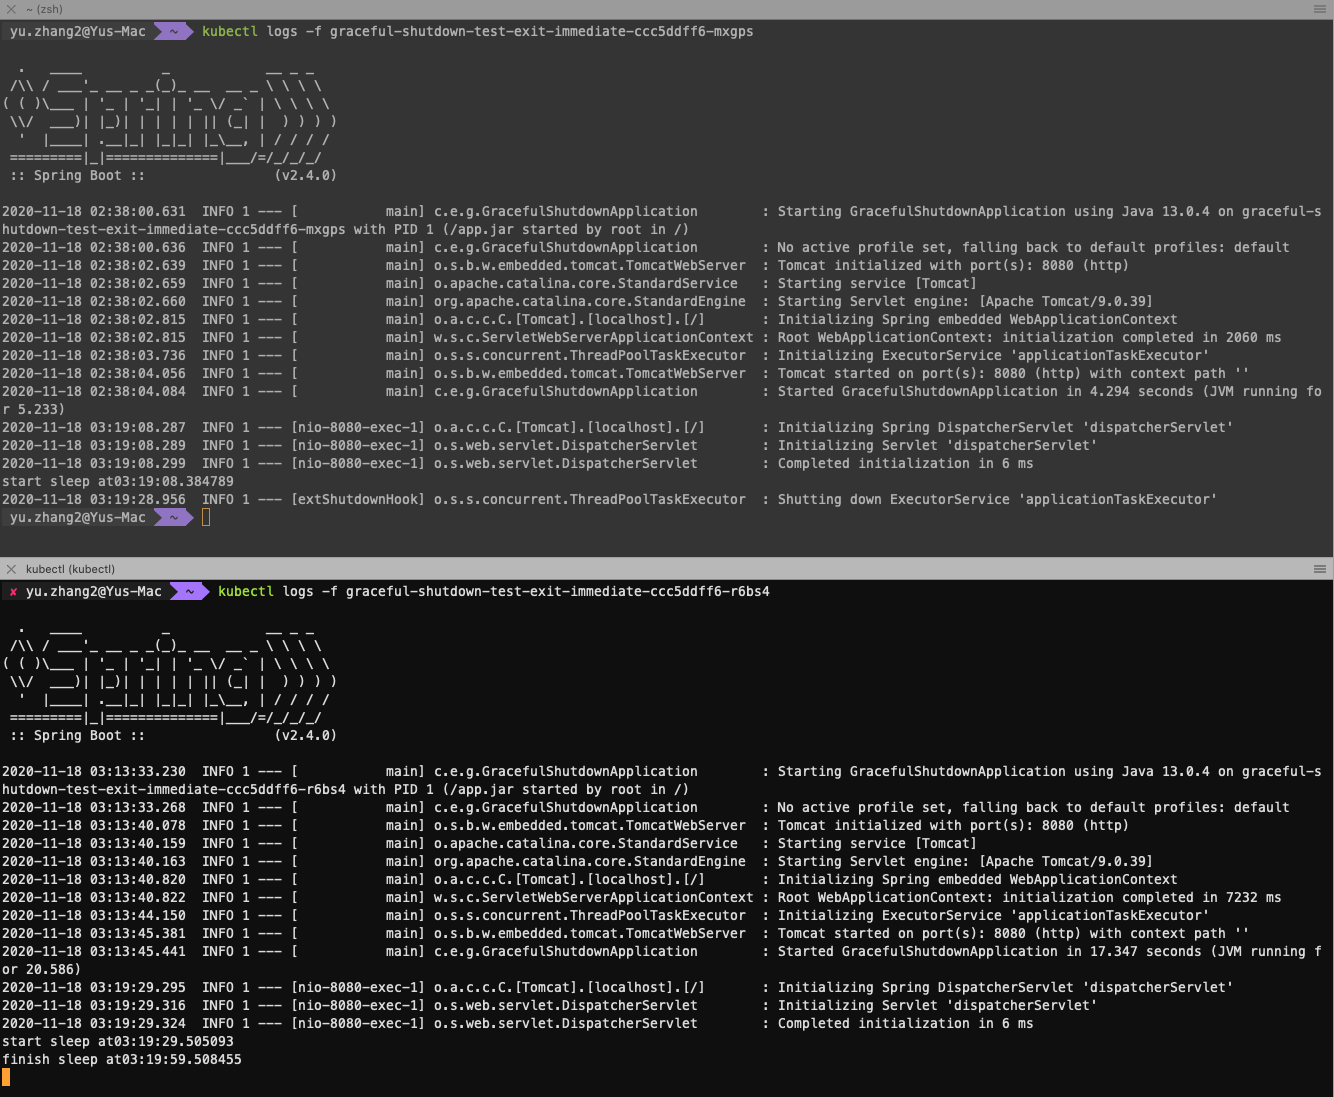 ~ (zsh)
yu.zhang2@Yus-Mac ~ kubectl logs -f graceful-shutdown-test-exit-immediate-ccc5ddff6-mxgps
  .   ____          _            __ _ _
 /\\ / ___'_ __ _ _(_)_ __  __ _ \ \ \ \
( ( )\___ | '_ | '_| | '_ \/ _` | \ \ \ \
 \\/  ___)| |_)| | | | | || (_| |  ) ) ) )
  '  |____| .__|_| |_|_| |_\__, | / / / /
 =========|_|==============|___/=/_/_/_/
 :: Spring Boot ::                (v2.4.0)
2020-11-18 02:38:00.631  INFO 1 --- [           main] c.e.g.GracefulShutdownApplication        : Starting GracefulShutdownApplication using Java 13.0.4 on graceful-s
hutdown-test-exit-immediate-ccc5ddff6-mxgps with PID 1 (/app.jar started by root in /)
2020-11-18 02:38:00.636  INFO 1 --- [           main] c.e.g.GracefulShutdownApplication        : No active profile set, falling back to default profiles: default
2020-11-18 02:38:02.639  INFO 1 --- [           main] o.s.b.w.embedded.tomcat.TomcatWebServer  : Tomcat initialized with port(s): 8080 (http)
2020-11-18 02:38:02.659  INFO 1 --- [           main] o.apache.catalina.core.StandardService   : Starting service [Tomcat]
2020-11-18 02:38:02.660  INFO 1 --- [           main] org.apache.catalina.core.StandardEngine  : Starting Servlet engine: [Apache Tomcat/9.0.39]
2020-11-18 02:38:02.815  INFO 1 --- [           main] o.a.c.c.C.[Tomcat].[localhost].[/]       : Initializing Spring embedded WebApplicationContext
2020-11-18 02:38:02.815  INFO 1 --- [           main] w.s.c.ServletWebServerApplicationContext : Root WebApplicationContext: initialization completed in 2060 ms
2020-11-18 02:38:03.736  INFO 1 --- [           main] o.s.s.concurrent.ThreadPoolTaskExecutor  : Initializing ExecutorService 'applicationTaskExecutor'
2020-11-18 02:38:04.056  INFO 1 --- [           main] o.s.b.w.embedded.tomcat.TomcatWebServer  : Tomcat started on port(s): 8080 (http) with context path ''
2020-11-18 02:38:04.084  INFO 1 --- [           main] c.e.g.GracefulShutdownApplication        : Started GracefulShutdownApplication in 4.294 seconds (JVM running fo
r 5.233)
2020-11-18 03:19:08.287  INFO 1 --- [nio-8080-exec-1] o.a.c.c.C.[Tomcat].[localhost].[/]       : Initializing Spring DispatcherServlet 'dispatcherServlet'
2020-11-18 03:19:08.289  INFO 1 --- [nio-8080-exec-1] o.s.web.servlet.DispatcherServlet        : Initializing Servlet 'dispatcherServlet'
2020-11-18 03:19:08.299  INFO 1 --- [nio-8080-exec-1] o.s.web.servlet.DispatcherServlet        : Completed initialization in 6 ms
start sleep at03:19:08.384789
2020-11-18 03:19:28.956  INFO 1 --- [extShutdownHook] o.s.s.concurrent.ThreadPoolTaskExecutor  : Shutting down ExecutorService 'applicationTaskExecutor'
yu.zhang2@Yus-Mac ~
kubectl (kubectl)
✘ yu.zhang2@Yus-Mac ~ kubectl logs -f graceful-shutdown-test-exit-immediate-ccc5ddff6-r6bs4
  .   ____          _            __ _ _
 /\\ / ___'_ __ _ _(_)_ __  __ _ \ \ \ \
( ( )\___ | '_ | '_| | '_ \/ _` | \ \ \ \
 \\/  ___)| |_)| | | | | || (_| |  ) ) ) )
  '  |____| .__|_| |_|_| |_\__, | / / / /
 =========|_|==============|___/=/_/_/_/
 :: Spring Boot ::                (v2.4.0)
2020-11-18 03:13:33.230  INFO 1 --- [           main] c.e.g.GracefulShutdownApplication        : Starting GracefulShutdownApplication using Java 13.0.4 on graceful-s
hutdown-test-exit-immediate-ccc5ddff6-r6bs4 with PID 1 (/app.jar started by root in /)
2020-11-18 03:13:33.268  INFO 1 --- [           main] c.e.g.GracefulShutdownApplication        : No active profile set, falling back to default profiles: default
2020-11-18 03:13:40.078  INFO 1 --- [           main] o.s.b.w.embedded.tomcat.TomcatWebServer  : Tomcat initialized with port(s): 8080 (http)
2020-11-18 03:13:40.159  INFO 1 --- [           main] o.apache.catalina.core.StandardService   : Starting service [Tomcat]
2020-11-18 03:13:40.163  INFO 1 --- [           main] org.apache.catalina.core.StandardEngine  : Starting Servlet engine: [Apache Tomcat/9.0.39]
2020-11-18 03:13:40.820  INFO 1 --- [           main] o.a.c.c.C.[Tomcat].[localhost].[/]       : Initializing Spring embedded WebApplicationContext
2020-11-18 03:13:40.822  INFO 1 --- [           main] w.s.c.ServletWebServerApplicationContext : Root WebApplicationContext: initialization completed in 7232 ms
2020-11-18 03:13:44.150  INFO 1 --- [           main] o.s.s.concurrent.ThreadPoolTaskExecutor  : Initializing ExecutorService 'applicationTaskExecutor'
2020-11-18 03:13:45.381  INFO 1 --- [           main] o.s.b.w.embedded.tomcat.TomcatWebServer  : Tomcat started on port(s): 8080 (http) with context path ''
2020-11-18 03:13:45.441  INFO 1 --- [           main] c.e.g.GracefulShutdownApplication        : Started GracefulShutdownApplication in 17.347 seconds (JVM running f
or 20.586)
2020-11-18 03:19:29.295  INFO 1 --- [nio-8080-exec-1] o.a.c.c.C.[Tomcat].[localhost].[/]       : Initializing Spring DispatcherServlet 'dispatcherServlet'
2020-11-18 03:19:29.316  INFO 1 --- [nio-8080-exec-1] o.s.web.servlet.DispatcherServlet        : Initializing Servlet 'dispatcherServlet'
2020-11-18 03:19:29.324  INFO 1 --- [nio-8080-exec-1] o.s.web.servlet.DispatcherServlet        : Completed initialization in 6 ms
start sleep at03:19:29.505093
finish sleep at03:19:59.508455